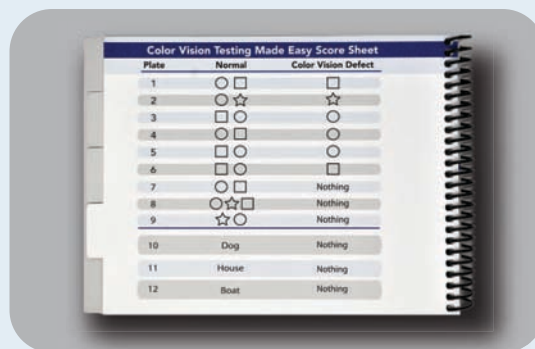 Color Vision Testing Made Easy Score Sheet
Plate Normal Color Vision Defect
1
2
3
4
5
6
7 Nothing
8 Nothing
9 Nothing
10 Dog Nothing
11 House Nothing
12 Boat Nothing